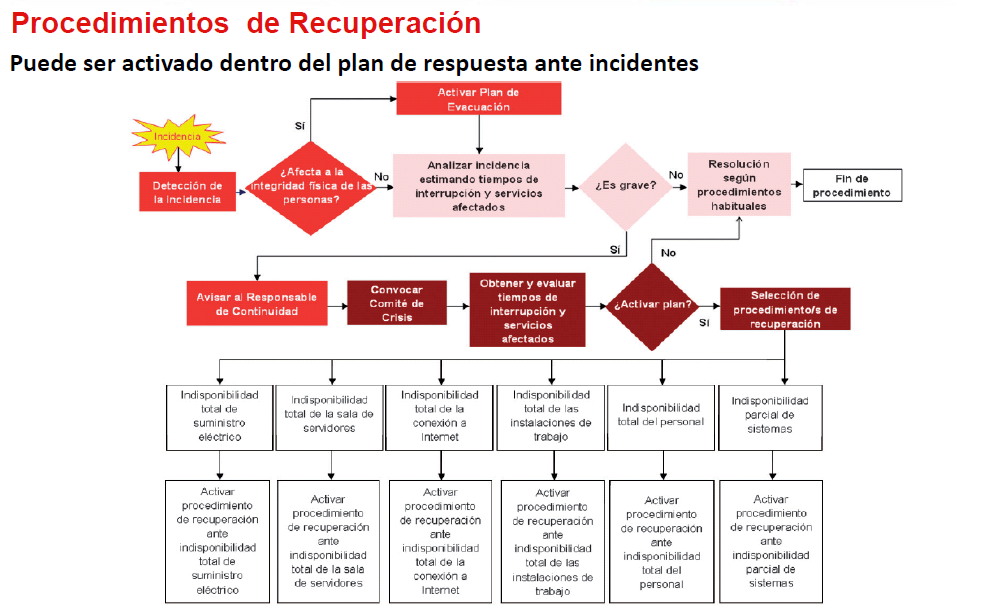 Procedimientos de Recuperación
Puede ser activado dentro del plan de respuesta ante incidentes
Activar Plan de
Evacuación
Sí
Incidencia
Detección de
la Incidencia
¿Afecta a la
integridad física de las
personas?
No
Analizar incidencia
estimando tiempos de
interrupción y servicios
afectados
¿Es grave?
No
Resolución
según
procedimientos
habituales
Fin de
procedimiento
Sí
No
Avisar al Responsable
de Continuidad
Convocar
Comité de
Crisis
Obtener y evaluar
tiempos de
interrupción y
servicios
afectados
¿Activar plan?
Sí
Selección de
procedimiento/s de
recuperación
Indisponibilidad
total de
suministro
eléctrico
Indisponibilidad
total de la sala de
servidores
Indisponibilidad
total de la
conexión a
Internet
Indisponibilidad
total de las
instalaciones de
trabajo
Indisponibilidad
total del personal
Indisponibilidad
parcial de
sistemas
Activar
procedimiento
de recuperación
ante
indisponibilidad
total de
suministro
eléctrico
Activar
procedimiento
de recuperación
ante
indisponibilidad
total de la sala
de servidores
Activar
procedimiento
de recuperación
ante
indisponibilidad
total de la
conexión a
Internet
Activar
procedimiento
de recuperación
ante
indisponibilidad
total de las
instalaciones de
trabajo
Activar
procedimiento
de recuperación
ante
indisponibilidad
total del
personal
Activar
procedimiento
de recuperación
ante
indisponibilidad
parcial de
sistemas